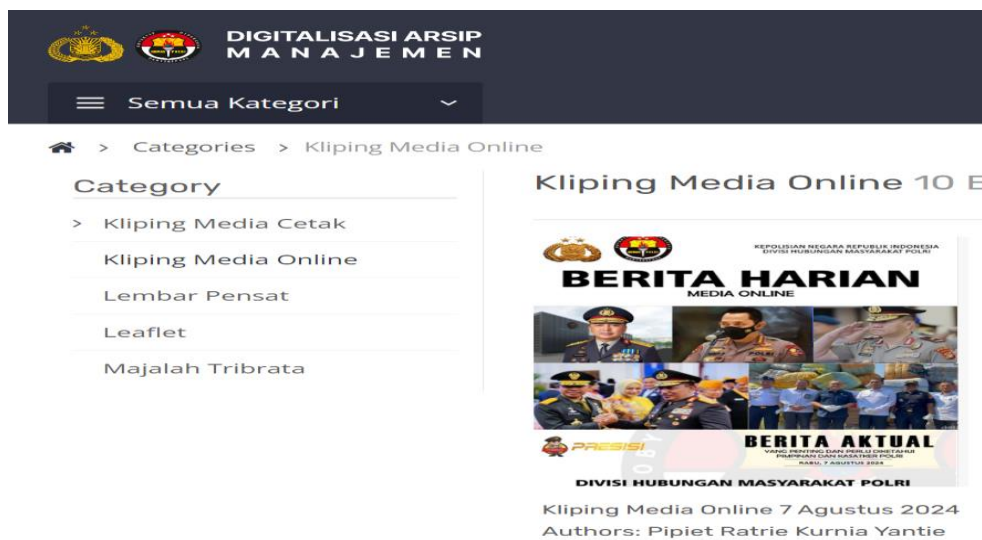 DIGITALISASI ARSIP
MANAJEMEN
Semua Kategori
> Categories > Kliping Media Online
Category
> Kliping Media Cetak
Kliping Media Online
Lembar Pensat
Leaflet
Majalah Tribrata
Kliping Media Online 10 E
KEPOLISIAN NEGARA REPUBLIK INDONESIA
DIVISI HUBUNGAN MASYARAKAT POLRI
BERITA HARIAN
MEDIA ONLINE
PRESISI
BERITA AKTUAL
YANG PENTING DAN PERLU DIKETAHUI
PIMPINAN DAN KASATKER POLRI
RABU, 7 AGUSTUS 2024
DIVISI HUBUNGAN MASYARAKAT POLRI
Kliping Media Online 7 Agustus 2024
Authors: Pipiet Ratrie Kurnia Yantie